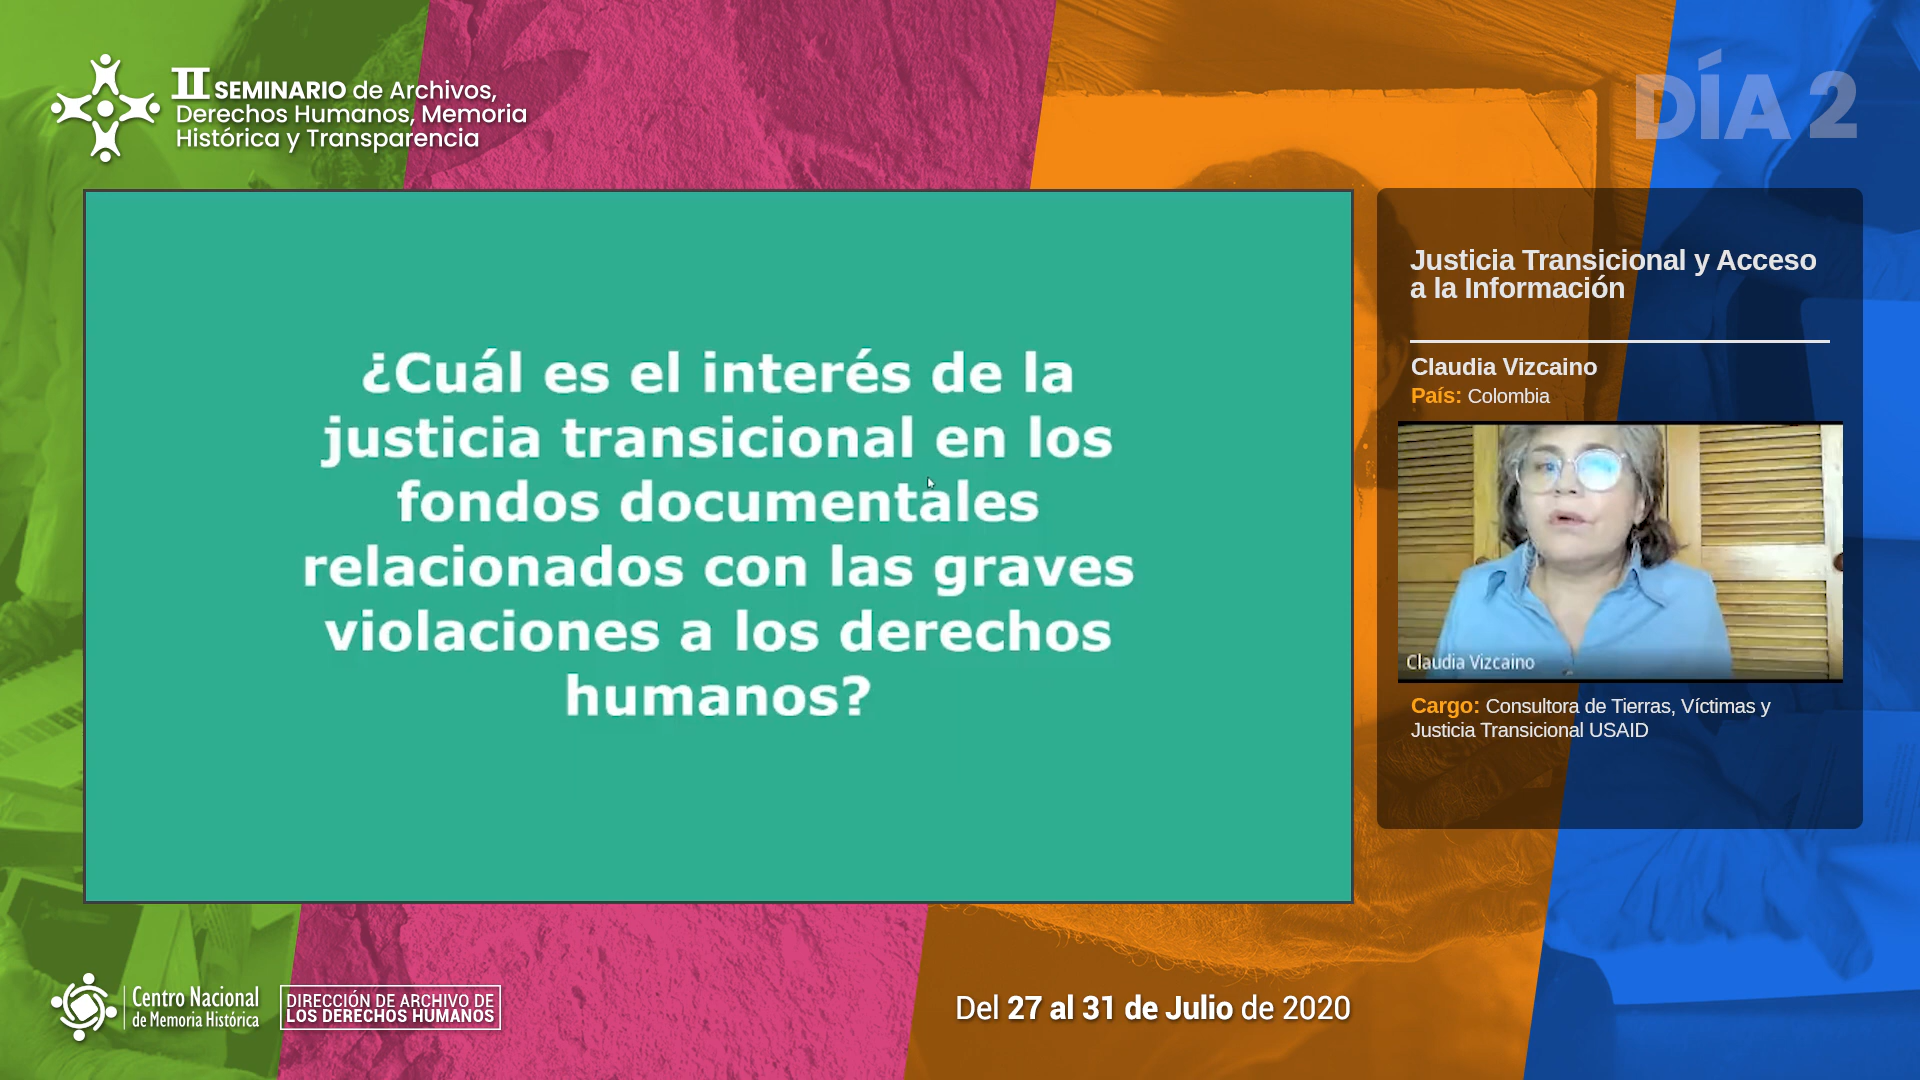 II SEMINARIO de Archivos,
Derechos Humanos, Memoria
Histórica y Transparencia
DÍA 2
¿Cuál es el interés de la
justicia transicional en los
fondos documentales
relacionados con las graves
violaciones a los derechos
humanos?
Justicia Transicional y Acceso
a la Información
Claudia Vizcaino
País: Colombia
Claudia Vizcaino
Cargo: Consultora de Tierras, Víctimas y
Justicia Transicional USAID
Centro Nacional
de Memoria Histórica
DIRECCIÓN DE ARCHIVO DE
LOS DERECHOS HUMANOS
Del 27 al 31 de Julio de 2020